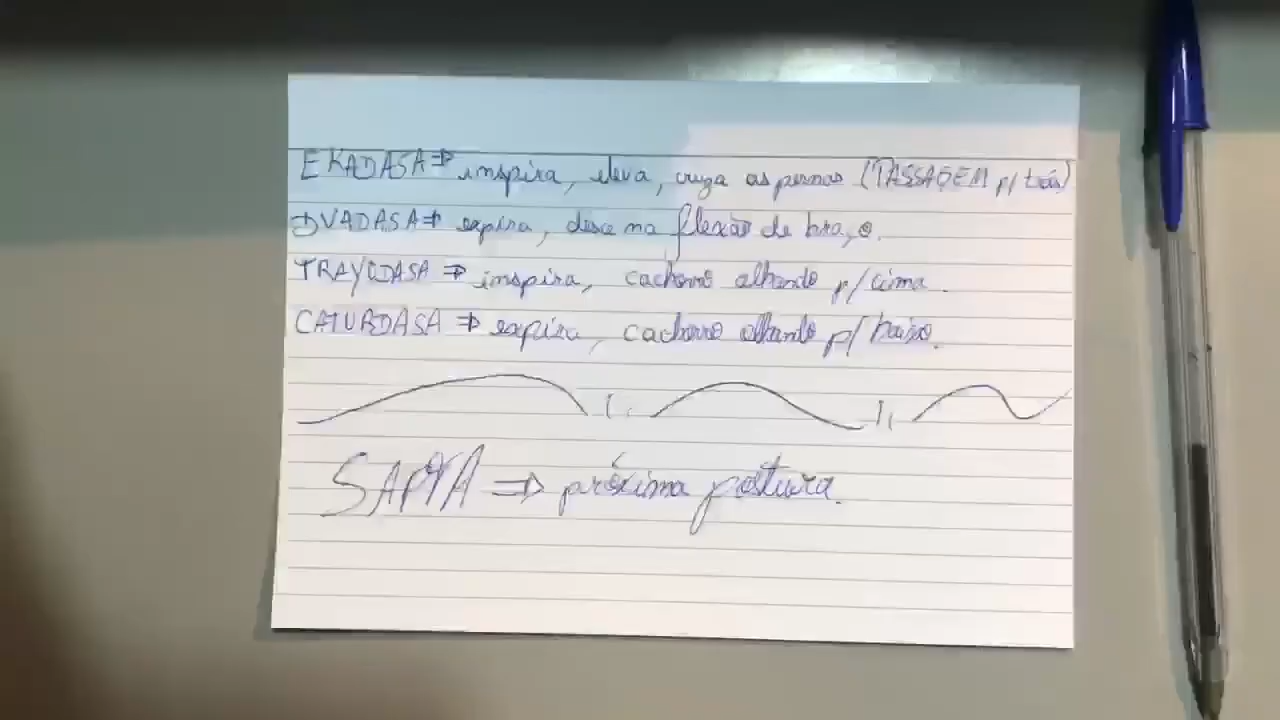 EKADASA ⇒ inspira, eleva, cruza as pernas (PASSAGEM p/ trás)
DVADASA ⇒ expira, desce na flexão de braço.
TRAYODASA ⇒ inspira, cachorro olhando p/ cima.
CATURDASA ⇒ expira, cachorro olhando p/ baixo.
SAPTA ⇒ próxima postura.